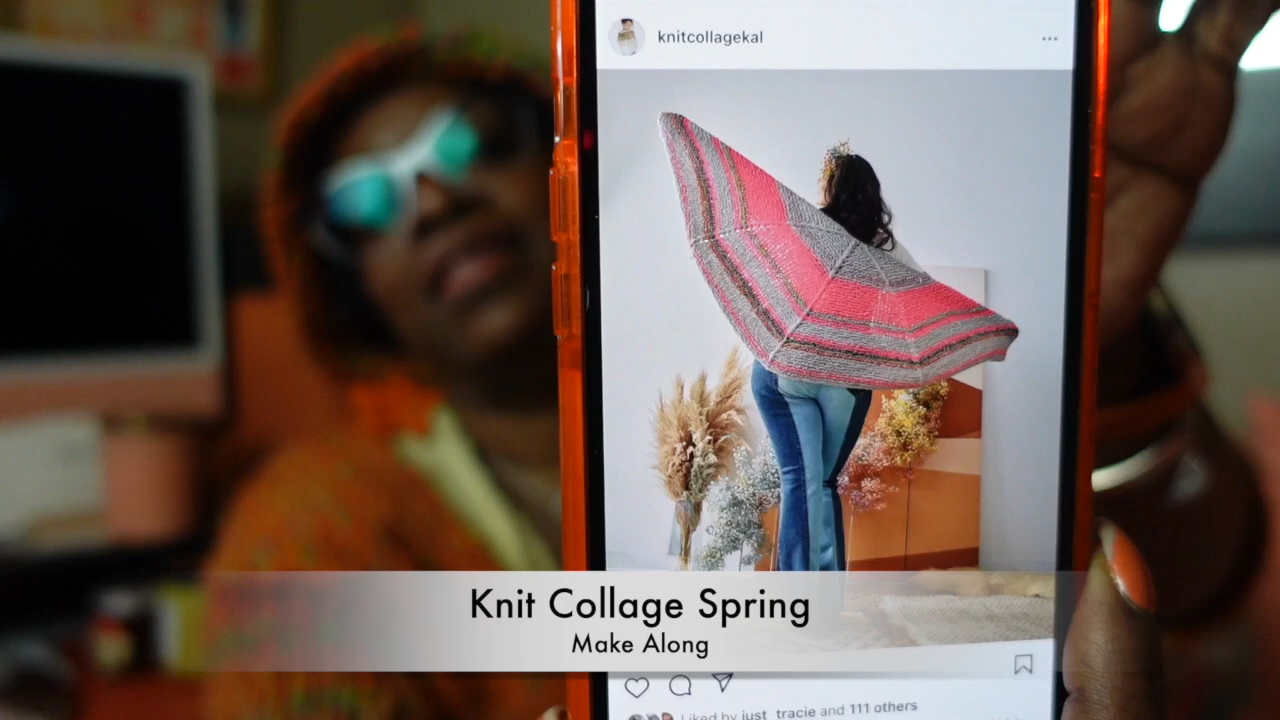 knitcollagekal
Knit Collage Spring
Make Along
Liked by just_tracie and 111 others